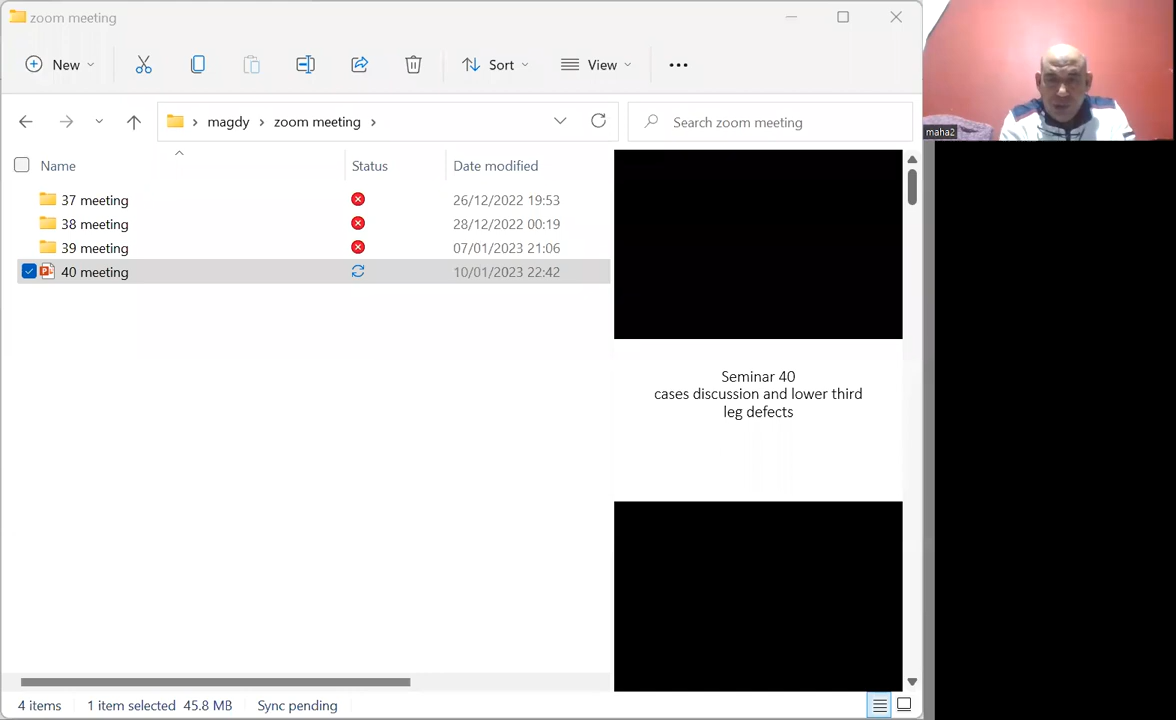 zoom meeting
New
Sort
View
magdy
zoom meeting
Search zoom meeting
Name
Status
Date modified
37 meeting
26/12/2022 19:53
38 meeting
28/12/2022 00:19
39 meeting
07/01/2023 21:06
40 meeting
10/01/2023 22:42
Seminar 40
cases discussion and lower third
leg defects
4 items
1 item selected 45.8 MB
Sync pending
maha2